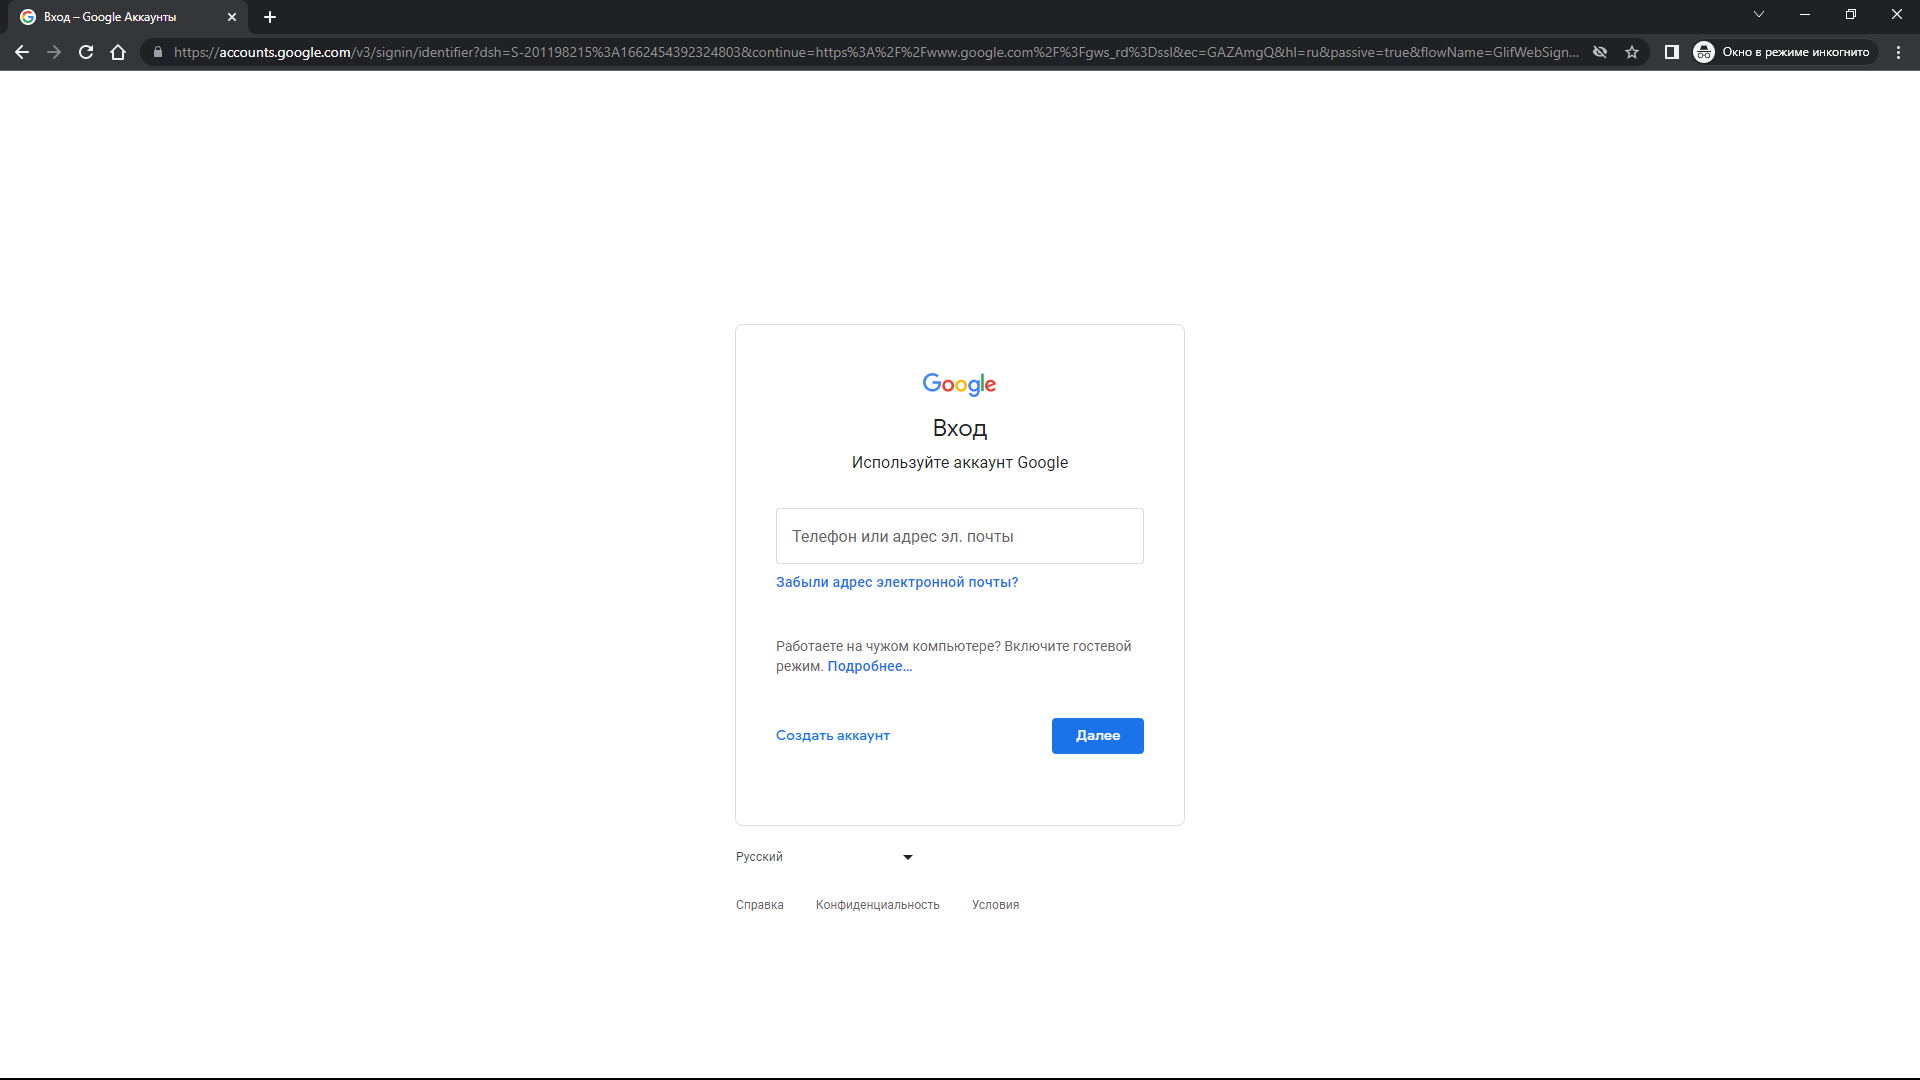 Вход – Google Аккаунты
https://accounts.google.com/v3/signin/identifier?dsh=S-201198215%3A1662454392324803&continue=https%3A%2F%2Fwww.google.com%2F%3Fgws_rd%3Dssl&ec=GAZAmgQ&hl=ru&passive=true&flowName=GlifWebSign...
Окно в режиме инкогнито
Google
Вход
Используйте аккаунт Google
Телефон или адрес эл. почты
Забыли адрес электронной почты?
Работаете на чужом компьютере? Включите гостевой
режим. Подробнее…
Создать аккаунт
Далее
Русский
Справка Конфиденциальность Условия